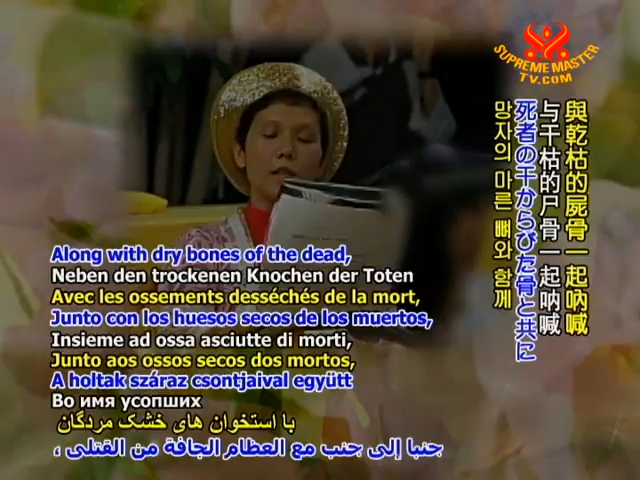 SUPREME MASTER
TV.COM
與乾枯的屍骨一起吶喊
与干枯的尸骨一起呐喊
死者の干からびた骨と共に
망자의 마른 뼈와 함께
Along with dry bones of the dead,
Neben den trockenen Knochen der Toten
Avec les ossements desséchés de la mort,
Junto con los huesos secos de los muertos,
Insieme ad ossa asciutte di morti,
Junto aos ossos secos dos mortos,
A holtak száraz csontjaival együtt
Во имя усопших
با استخوان های خشک مردگان
جنبا إلى جنب مع العظام الجافة من القتلى ،